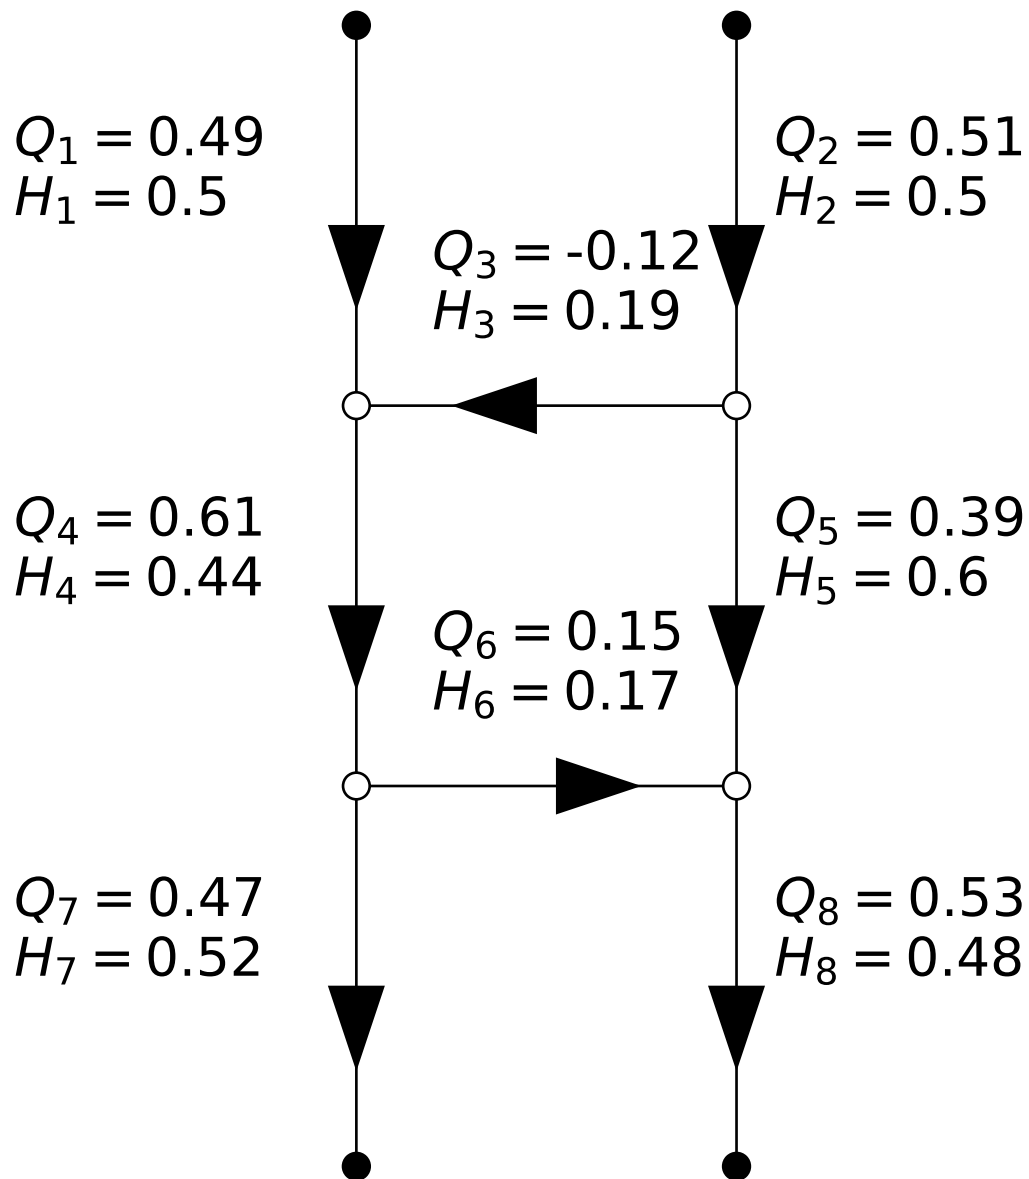 Q₁ = 0.49
H₁ = 0.5
Q₂ = 0.51
H₂ = 0.5
Q₃ = -0.12
H₃ = 0.19
Q₄ = 0.61
H₄ = 0.44
Q₅ = 0.39
H₅ = 0.6
Q₆ = 0.15
H₆ = 0.17
Q₇ = 0.47
H₇ = 0.52
Q₈ = 0.53
H₈ = 0.48